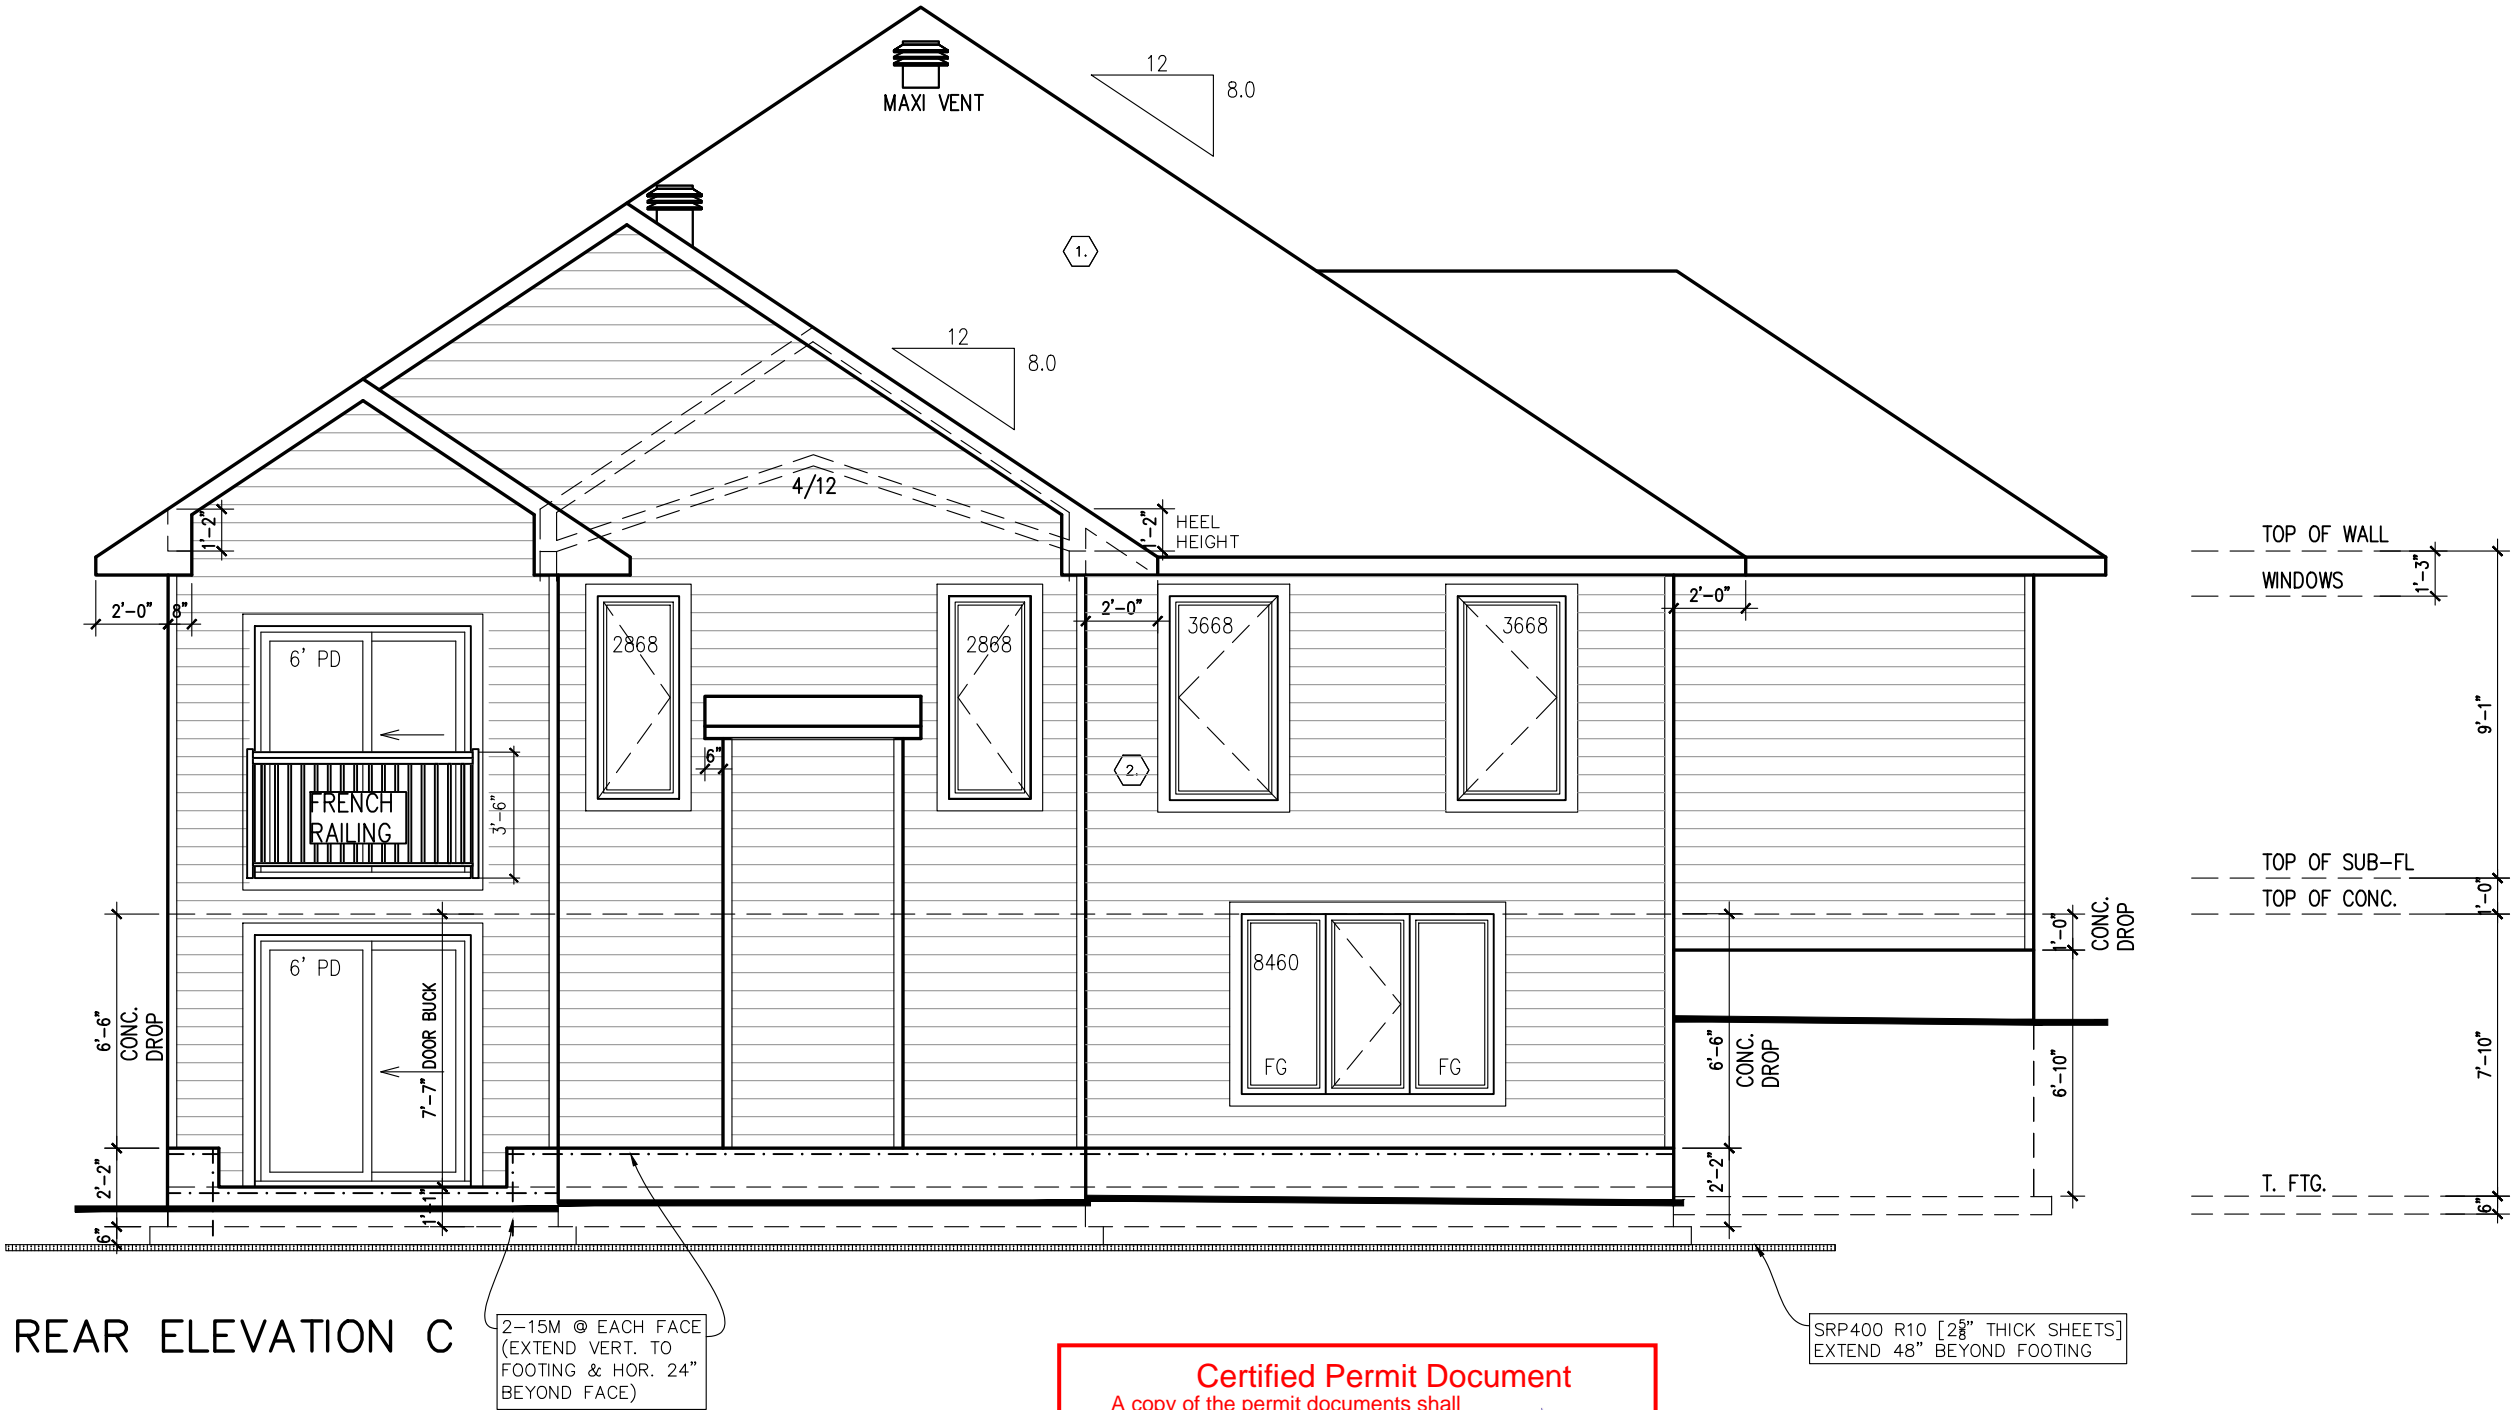 12
8.0
MAXI VENT
1.
12
8.0
4/12
1'-2"
1'-2"
HEEL
HEIGHT
TOP OF WALL
WINDOWS
1'-3"
2'-0"
8"
2'-0"
2'-0"
6' PD
2868
2868
3668
3668
9'-1"
6"
2.
FRENCH
RAILING
3'-6"
TOP OF SUB-FL
TOP OF CONC.
1'-0"
1'-0"
CONC.
DROP
6' PD
8460
FG
FG
6'-6"
CONC.
DROP
7'-7" DOOR BUCK
6'-6"
CONC.
DROP
6'-10"
7'-10"
2'-2"
1'-1"
2'-2"
T. FTG.
6"
6"
REAR ELEVATION C
2-15M @ EACH FACE
(EXTEND VERT. TO
FOOTING & HOR. 24"
BEYOND FACE)
SRP400 R10 [2 5/8" THICK SHEETS]
EXTEND 48" BEYOND FOOTING
Certified Permit Document
A copy of the permit documents shall